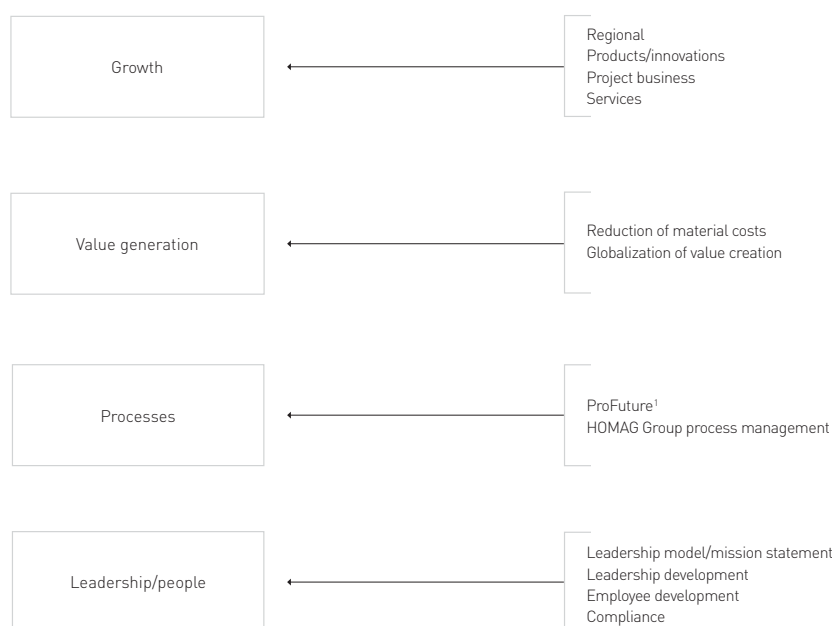 Growth
Regional
Products/innovations
Project business
Services
Value generation
Reduction of material costs
Globalization of value creation
Processes
ProFuture¹
HOMAG Group process management
Leadership/people
Leadership model/mission statement
Leadership development
Employee development
Compliance